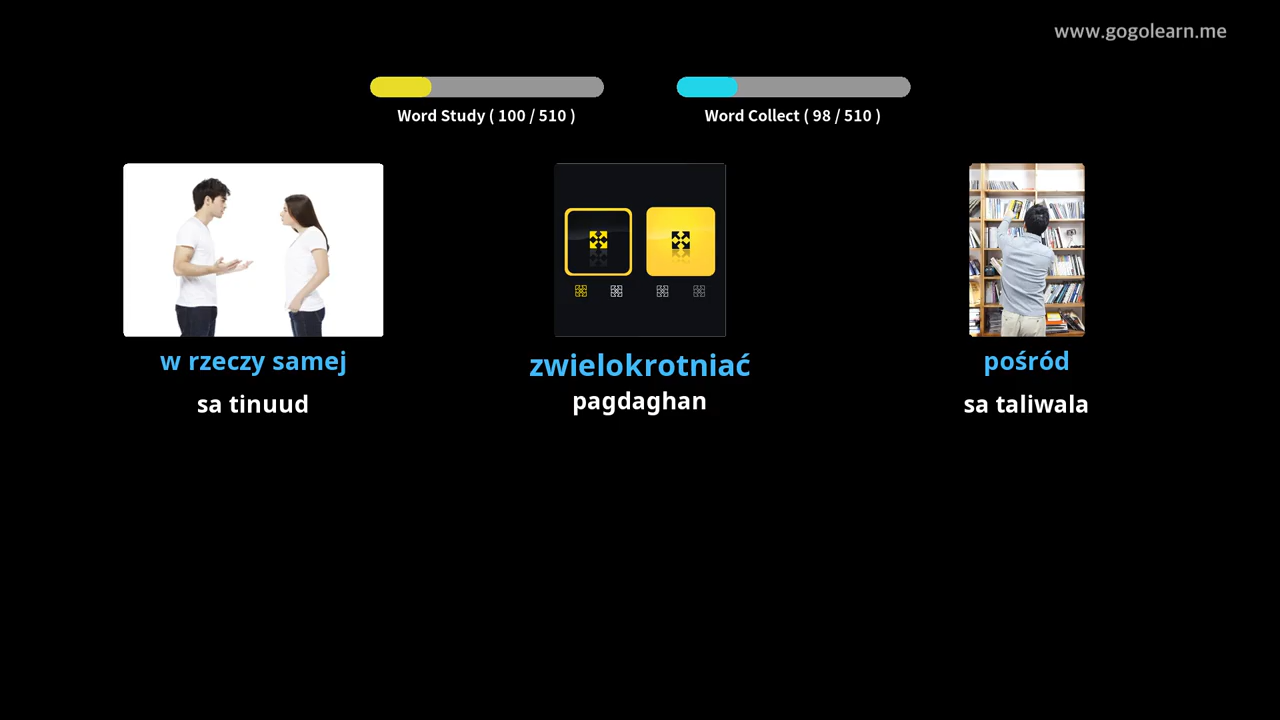 www.gogolearn.me
Word Study ( 100 / 510 )
Word Collect ( 98 / 510 )
w rzeczy samej
sa tinuud
zwielokrotniać
pagdaghan
pośród
sa taliwala